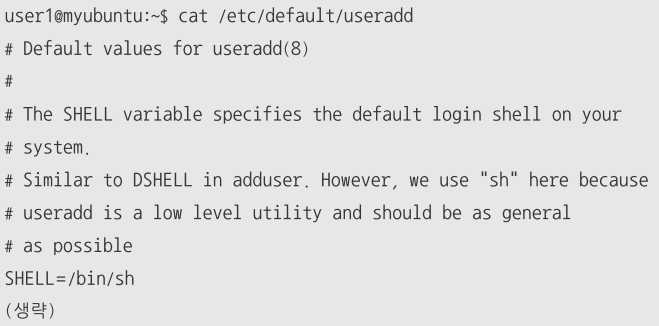 user1@myubuntu:~$ cat /etc/default/useradd
# Default values for useradd(8)
#
# The SHELL variable specifies the default login shell on your
# system.
# Similar to DSHELL in adduser. However, we use "sh" here because
# useradd is a low level utility and should be as general
# as possible
SHELL=/bin/sh
(생략)